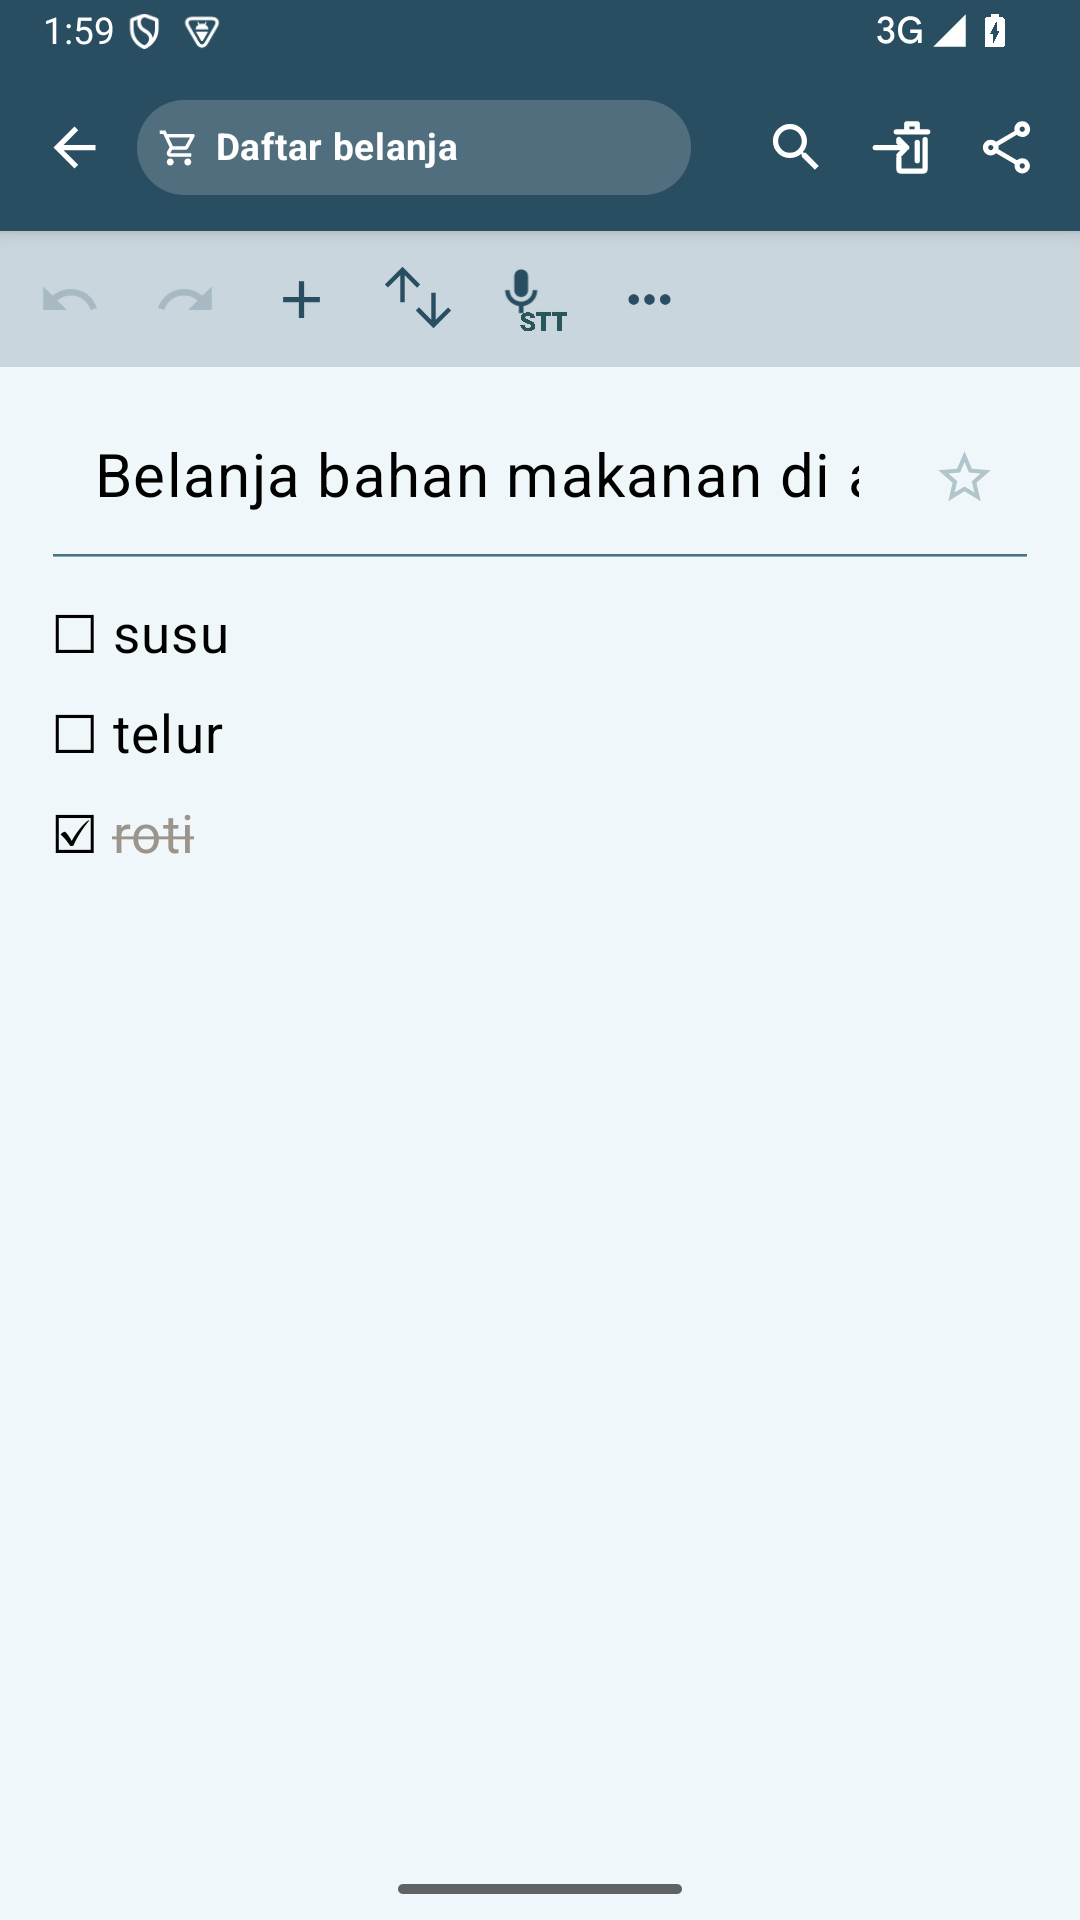 1:59 3G
Daftar belanja
STT
Belanja bahan makanan di
susu
telur
roti